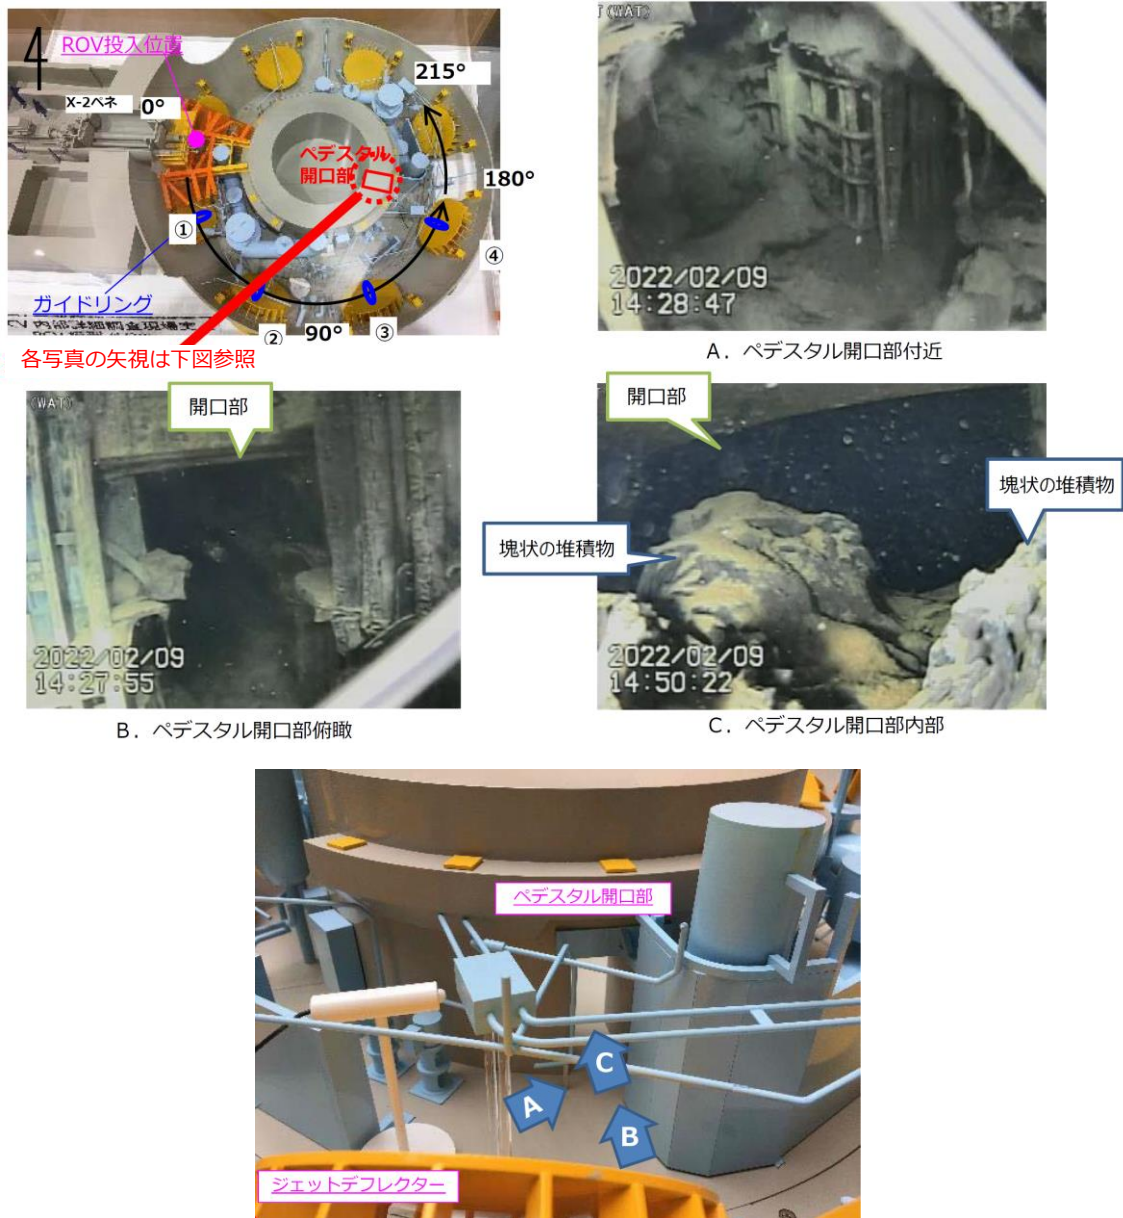 4
ROV投入位置
X-2ペネ
0°
215°
ペデスタル
開口部
180°
①
④
ガイドリング
②
90°
③
各写真の矢視は下図参照
(WAT)
2022/02/09
14:28:47
A．ペデスタル開口部付近
開口部
(WAT)
2022/02/09
14:27:55
B．ペデスタル開口部俯瞰
開口部
塊状の堆積物
塊状の堆積物
2022/02/09
14:50:22
C．ペデスタル開口部内部
ペデスタル開口部
C
A
B
ジェットデフレクター